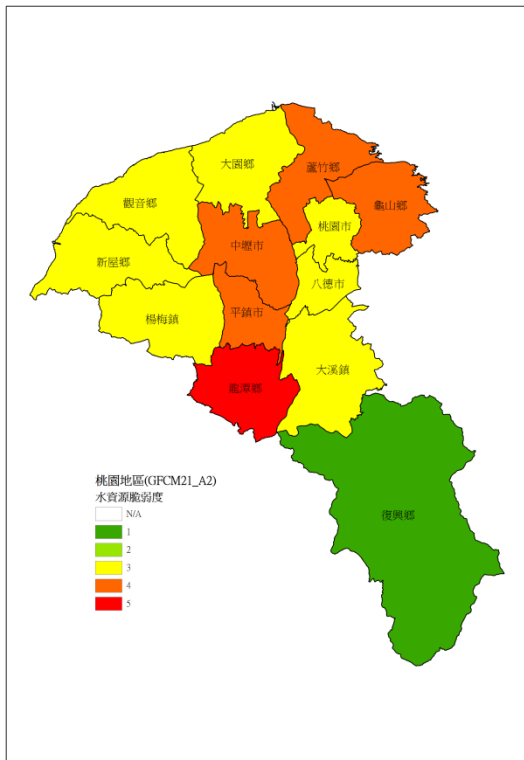 大園鄉
蘆竹鄉
龜山鄉
觀音鄉
桃園市
中壢市
新屋鄉
八德市
楊梅鎮
平鎮市
大溪鎮
龍潭鄉
復興鄉
桃園地區(GFCM21_A2)
水資源脆弱度
N/A
1
2
3
4
5